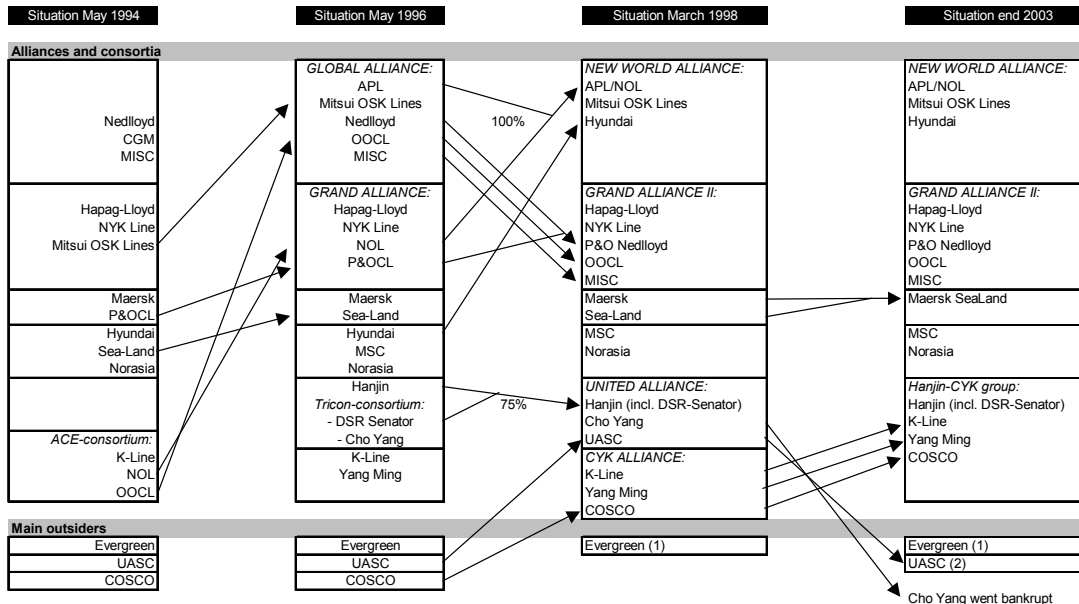 Situation May 1994
Situation May 1996
Situation March 1998
Situation end 2003
Alliances and consortia
Nedlloyd
CGM
MISC
Hapag-Lloyd
NYK Line
Mitsui OSK Lines
Maersk
P&OCL
Hyundai
Sea-Land
Norasia
ACE-consortium:
K-Line
NOL
OOCL
GLOBAL ALLIANCE:
APL
Mitsui OSK Lines
Nedlloyd
OOCL
MISC
GRAND ALLIANCE:
Hapag-Lloyd
NYK Line
NOL
P&OCL
Maersk
Sea-Land
Hyundai
MSC
Norasia
Hanjin
Tricon-consortium:
- DSR Senator
- Cho Yang
K-Line
Yang Ming
100%
75%
NEW WORLD ALLIANCE:
APL/NOL
Mitsui OSK Lines
Hyundai
GRAND ALLIANCE II:
Hapag-Lloyd
NYK Line
P&O Nedlloyd
OOCL
MISC
Maersk
Sea-Land
MSC
Norasia
UNITED ALLIANCE:
Hanjin (incl. DSR-Senator)
Cho Yang
UASC
CYK ALLIANCE:
K-Line
Yang Ming
COSCO
NEW WORLD ALLIANCE:
APL/NOL
Mitsui OSK Lines
Hyundai
GRAND ALLIANCE II:
Hapag-Lloyd
NYK Line
P&O Nedlloyd
OOCL
MISC
Maersk SeaLand
MSC
Norasia
Hanjin-CYK group:
Hanjin (incl. DSR-Senator)
K-Line
Yang Ming
COSCO
Main outsiders
Evergreen
UASC
COSCO
Evergreen
UASC
COSCO
Evergreen (1)
Evergreen (1)
UASC (2)
Cho Yang went bankrupt